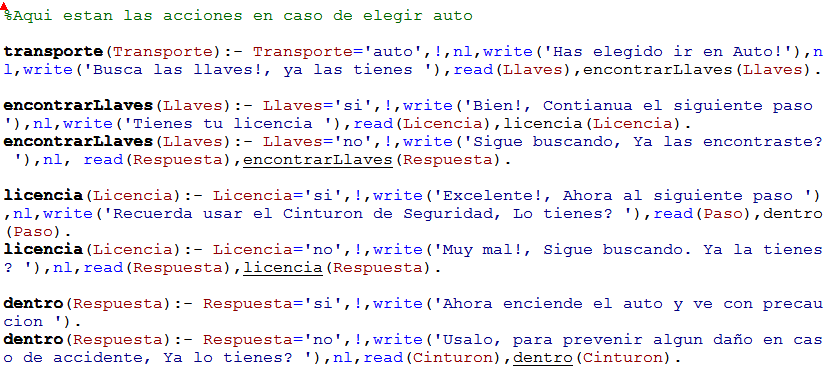 %Aqui estan las acciones en caso de elegir auto
transporte(Transporte):- Transporte='auto',!,nl,write('Has elegido ir en Auto!'),n
l,write('Busca las llaves!, ya las tienes '),read(Llaves),encontrarLlaves(Llaves).
encontrarLlaves(Llaves):- Llaves='si',!,write('Bien!, Contianua el siguiente paso
'),nl,write('Tienes tu licencia '),read(Licencia),licencia(Licencia).
encontrarLlaves(Llaves):- Llaves='no',!,write('Sigue buscando, Ya las encontraste?
 '),nl, read(Respuesta),encontrarLlaves(Respuesta).
licencia(Licencia):- Licencia='si',!,write('Excelente!, Ahora al siguiente paso ')
,nl,write('Recuerda usar el Cinturon de Seguridad, Lo tienes? '),read(Paso),dentro
(Paso).
licencia(Licencia):- Licencia='no',!,write('Muy mal!, Sigue buscando. Ya la tienes
? '),nl,read(Respuesta),licencia(Respuesta).
dentro(Respuesta):- Respuesta='si',!,write('Ahora enciende el auto y ve con precau
cion ').
dentro(Respuesta):- Respuesta='no',!,write('Usalo, para prevenir algun daño en cas
o de accidente, Ya lo tienes? '),nl,read(Cinturon),dentro(Cinturon).